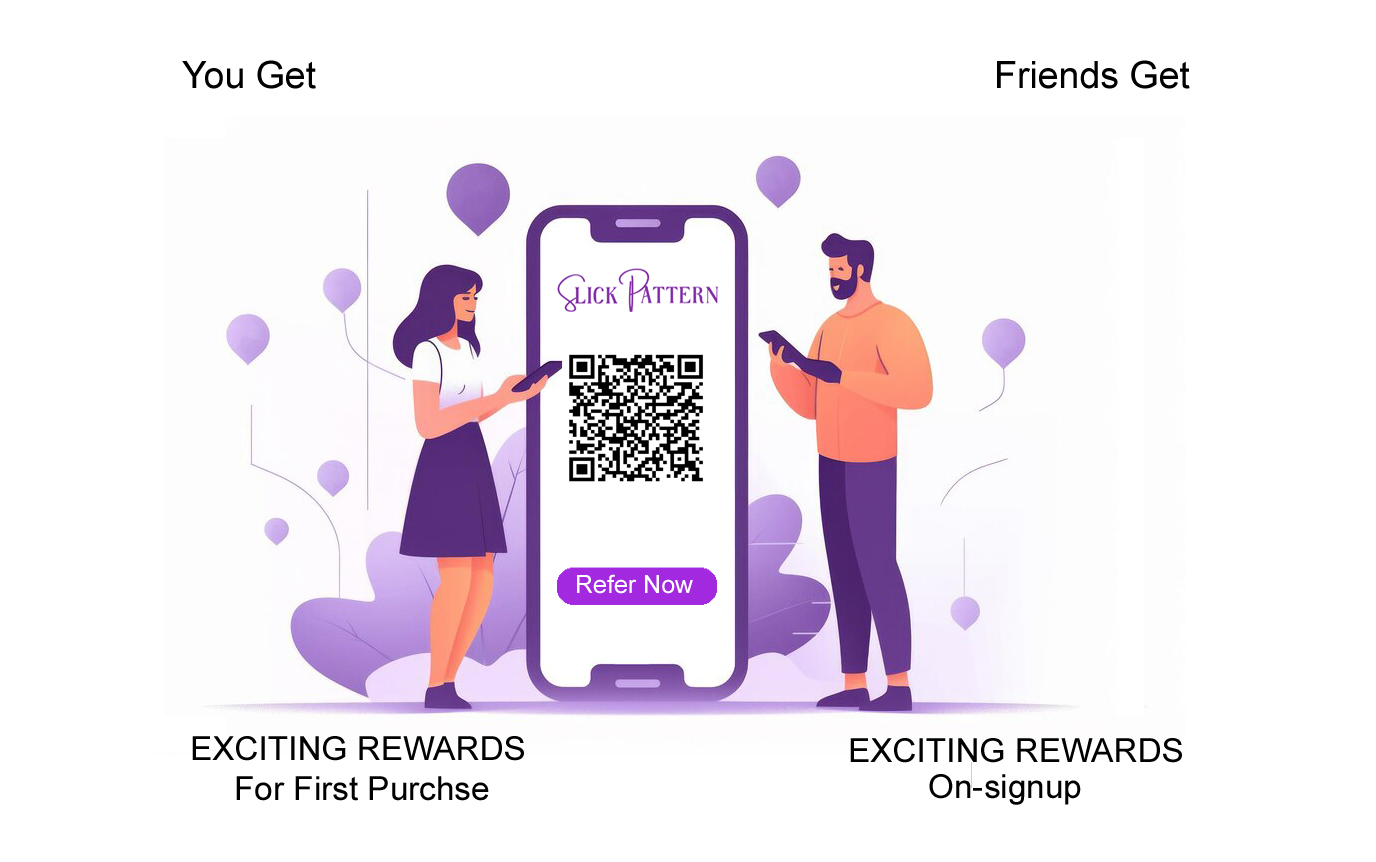 You Get
Friends Get
SLICK PATTERN
Refer Now
EXCITING REWARDS
For First Purchse
EXCITING REWARDS
On-signup